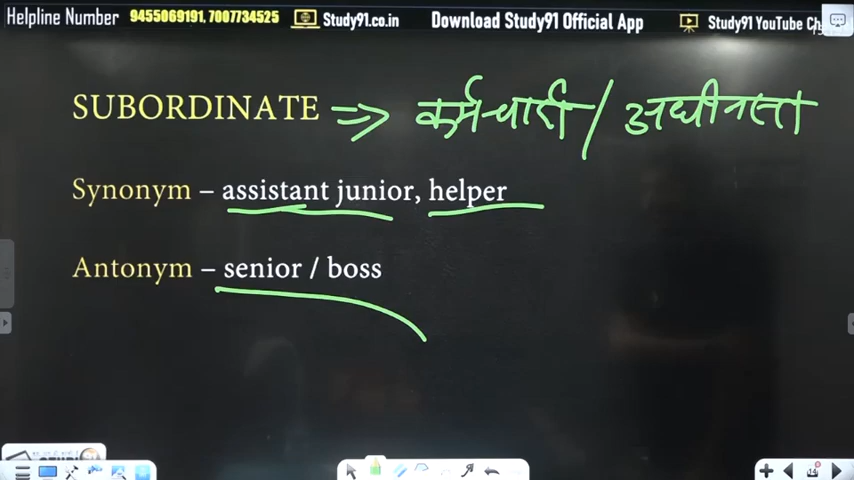 Helpline Number 9455069191, 7007734525 Study91.co.in Download Study91 Official App Study91 YouTube Ch
SUBORDINATE ⇒ कर्मचारी / अधीनता
Synonym – assistant junior, helper
Antonym – senior / boss